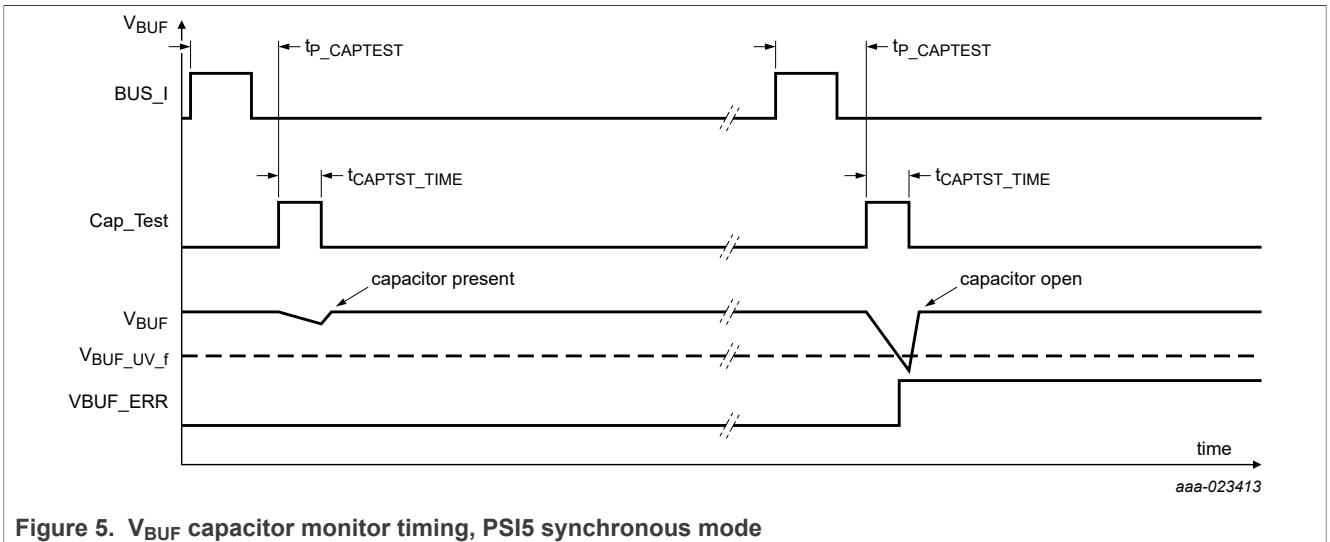 VBUF
tP_CAPTEST tP_CAPTEST
BUS_I
tCAPTST_TIME tCAPTST_TIME
Cap_Test
capacitor present capacitor open
VBUF
VBUF_UV_f
VBUF_ERR
time
aaa-023413
Figure 5. VBUF capacitor monitor timing, PSI5 synchronous mode